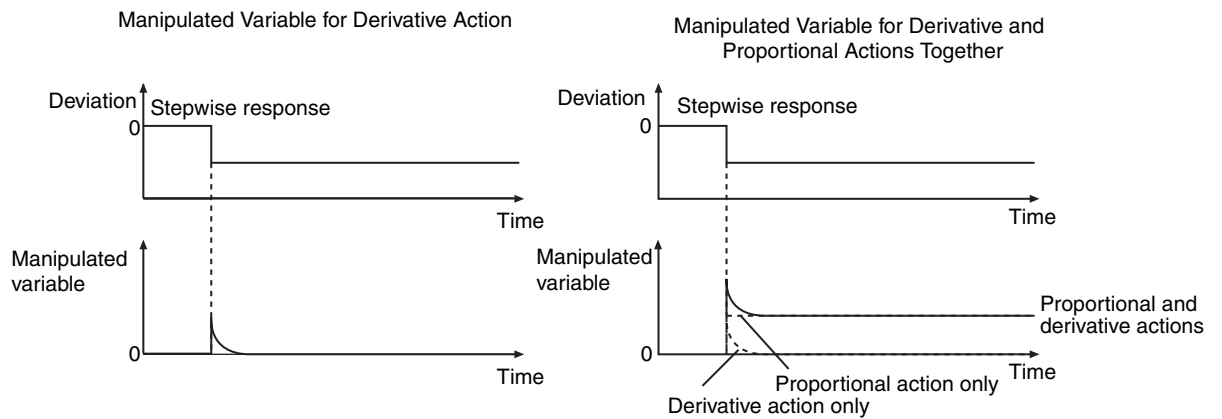 Manipulated Variable for Derivative Action
Deviation
Stepwise response
0
Time
Manipulated
variable
0
Time
Manipulated Variable for Derivative and
Proportional Actions Together
Deviation
Stepwise response
0
Time
Manipulated
variable
0
Proportional and
derivative actions
Time
Proportional action only
Derivative action only